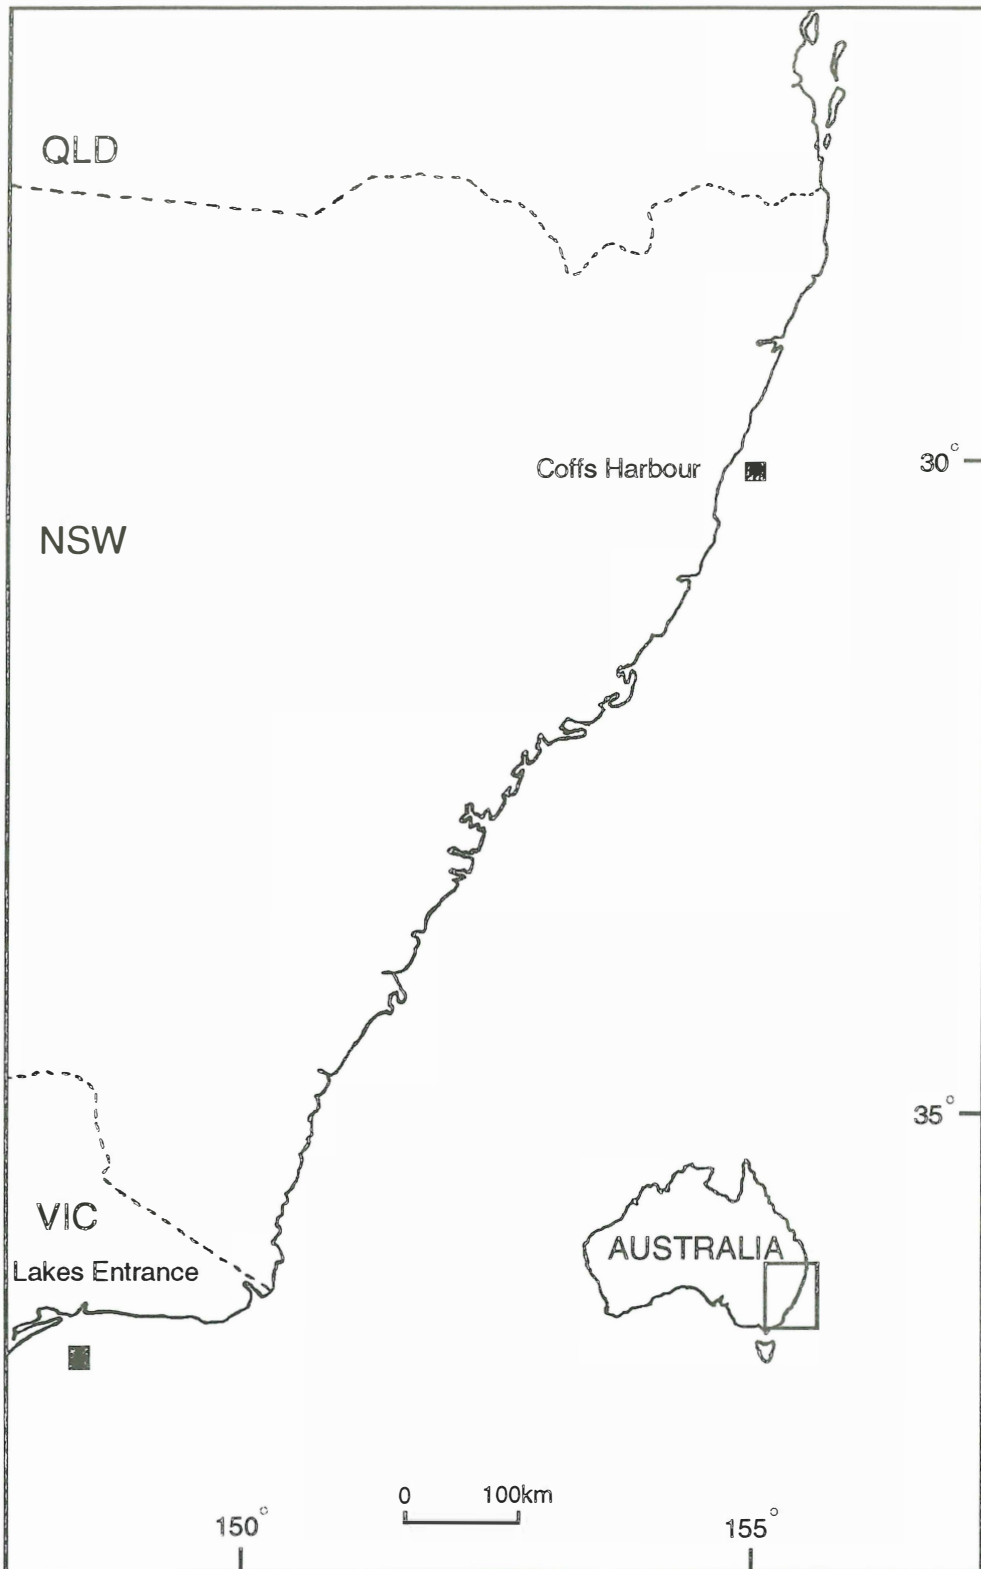 QLD
Coffs Harbour
30°
NSW
35°
VIC
AUSTRALIA
Lakes Entrance
0 100km
150° 155°